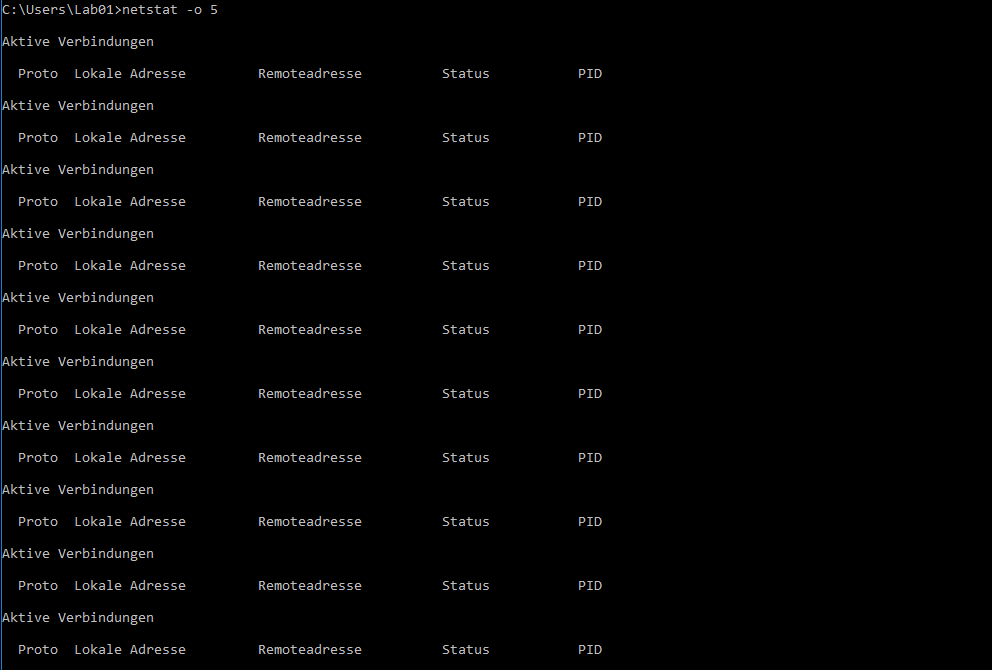 C:\Users\Lab01>netstat -o 5
Aktive Verbindungen
Proto Lokale Adresse Remoteadresse Status PID
Aktive Verbindungen
Proto Lokale Adresse Remoteadresse Status PID
Aktive Verbindungen
Proto Lokale Adresse Remoteadresse Status PID
Aktive Verbindungen
Proto Lokale Adresse Remoteadresse Status PID
Aktive Verbindungen
Proto Lokale Adresse Remoteadresse Status PID
Aktive Verbindungen
Proto Lokale Adresse Remoteadresse Status PID
Aktive Verbindungen
Proto Lokale Adresse Remoteadresse Status PID
Aktive Verbindungen
Proto Lokale Adresse Remoteadresse Status PID
Aktive Verbindungen
Proto Lokale Adresse Remoteadresse Status PID
Aktive Verbindungen
Proto Lokale Adresse Remoteadresse Status PID